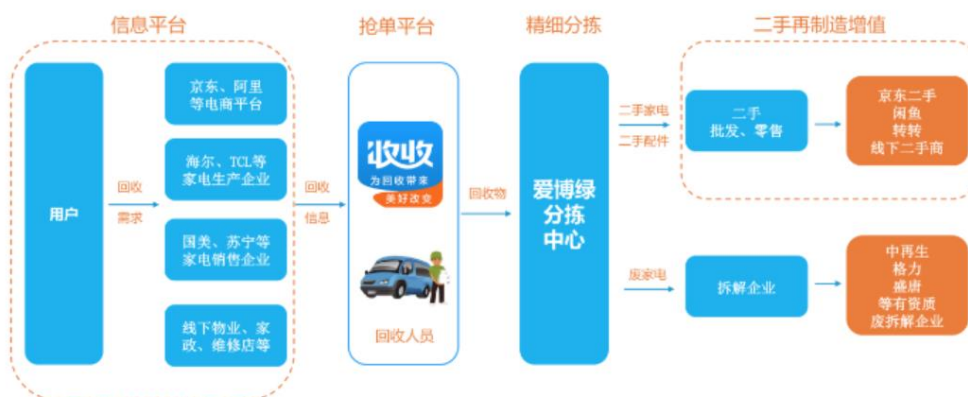 信息平台
抢单平台
精细分拣
二手再制造增值
用户
回收
需求
京东、阿里
等电商平台
海尔、TCL等
家电生产企业
国美、苏宁等
家电销售企业
线下物业、家
政、维修店等
回收
信息
收收
为回收带来
美好改变
回收人员
回收物
爱博绿
分拣
中心
二手家电
二手配件
二手
批发、零售
京东二手
闲鱼
转转
线下二手商
废家电
拆解企业
中再生
格力
盛唐
等有资质
废拆解企业